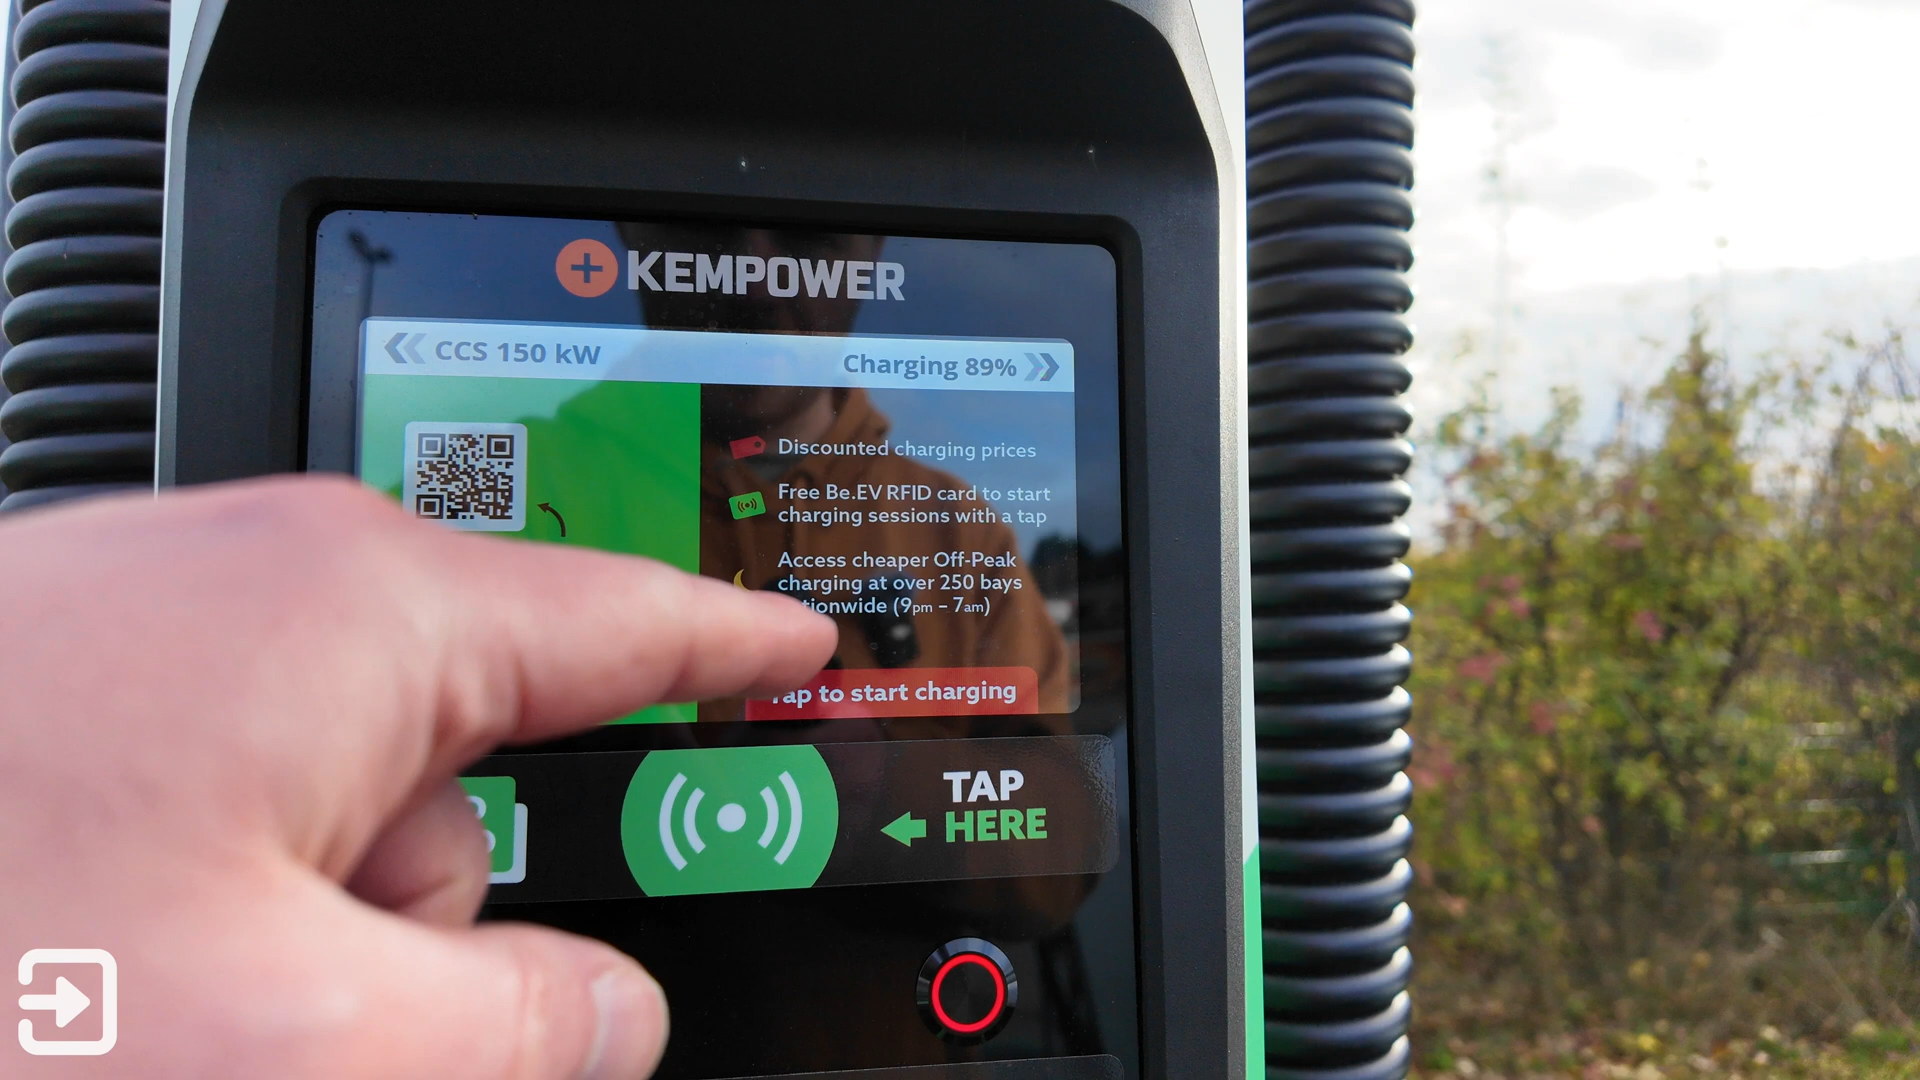 KEMPOWER
CCS 150 kW
Charging 89%
Discounted charging prices
Free Be.EV RFID card to start
charging sessions with a tap
Access cheaper Off-Peak
charging at over 250 bays
(9pm – 7am)
to start charging
TAP
HERE